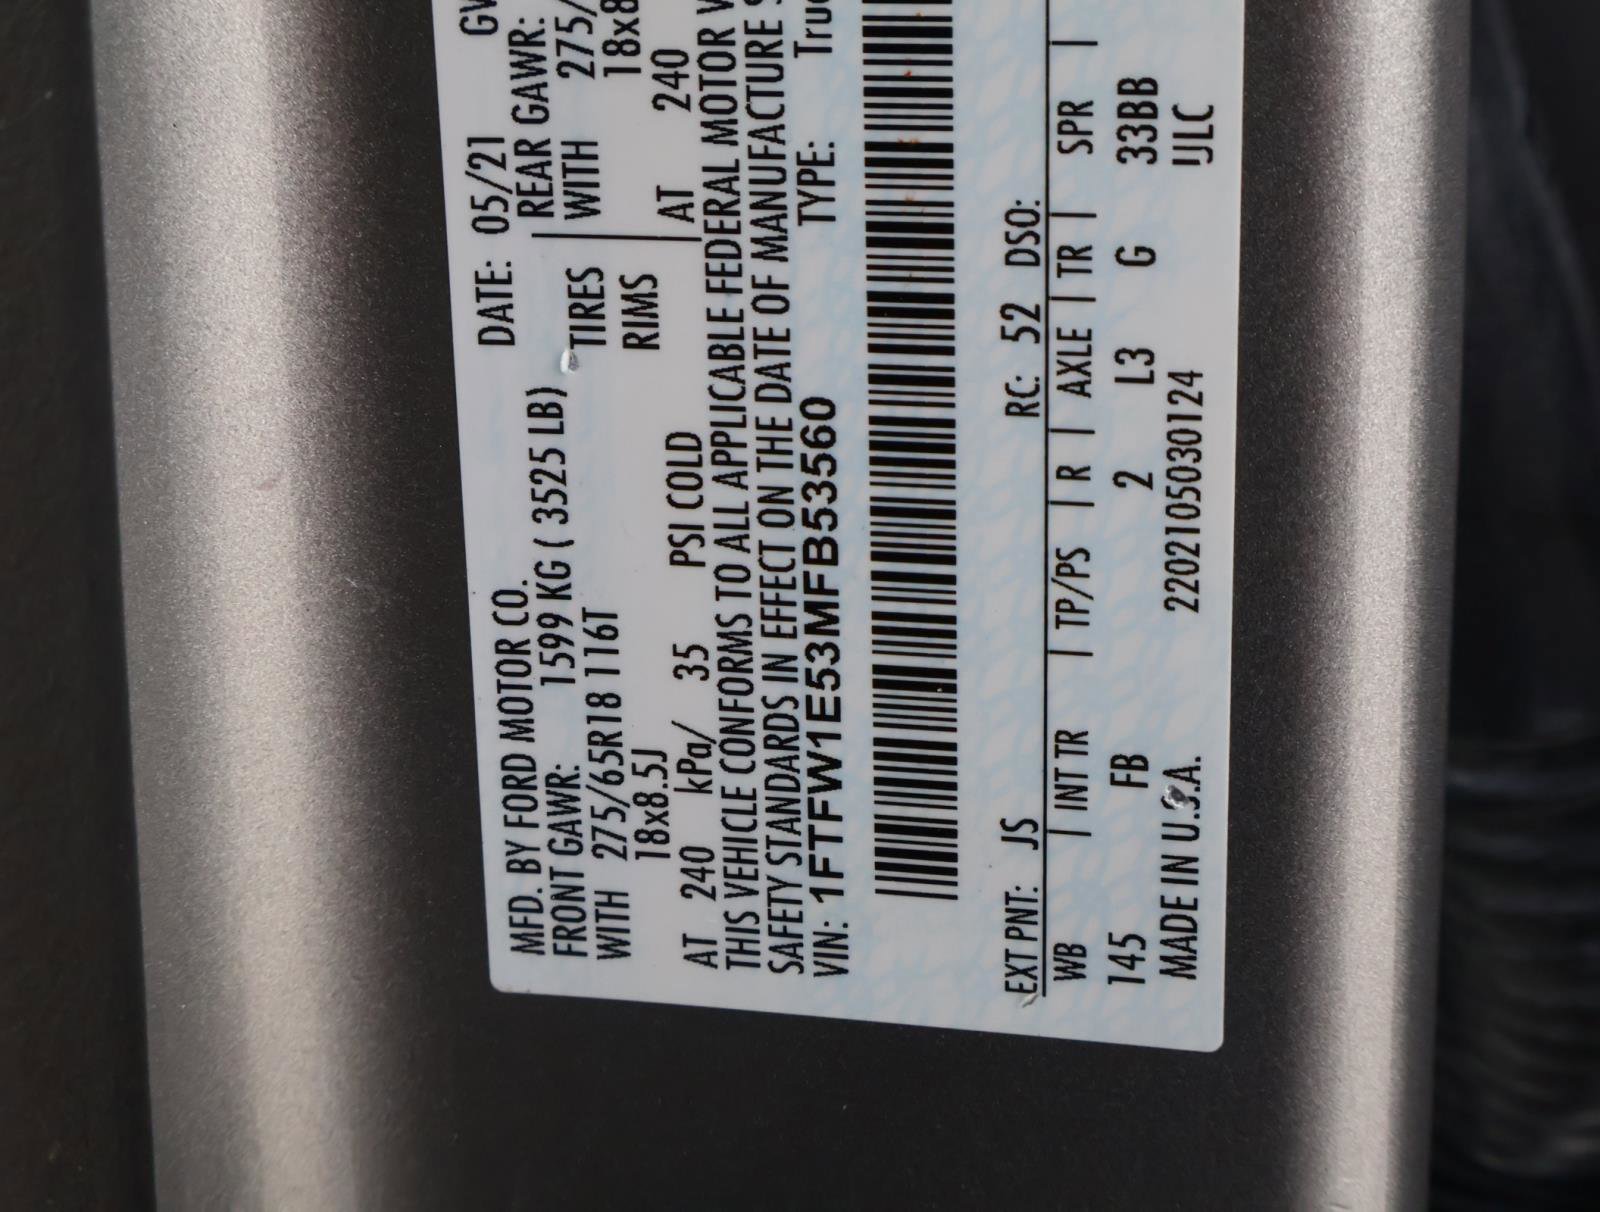 MFD. BY FORD MOTOR CO. DATE: 05/21 GV
FRONT GAWR: 1599 KG ( 3525 LB) REAR GAWR:
WITH 275/65R18 116T TIRES WITH 275/
18x8.5J RIMS 18x8
AT 240 kPa/ 35 PSI COLD AT 240
THIS VEHICLE CONFORMS TO ALL APPLICABLE FEDERAL MOTOR V
SAFETY STANDARDS IN EFFECT ON THE DATE OF MANUFACTURE S
VIN: 1FTFW1E53MFB53560 TYPE: Truc
EXT PNT: JS RC: 52 DSO:
WB | INT TR | TP/PS | R | AXLE | TR | SPR |
145 FB 2 L3 G 33BB
MADE IN U.S.A. 2202105030124 IJLC